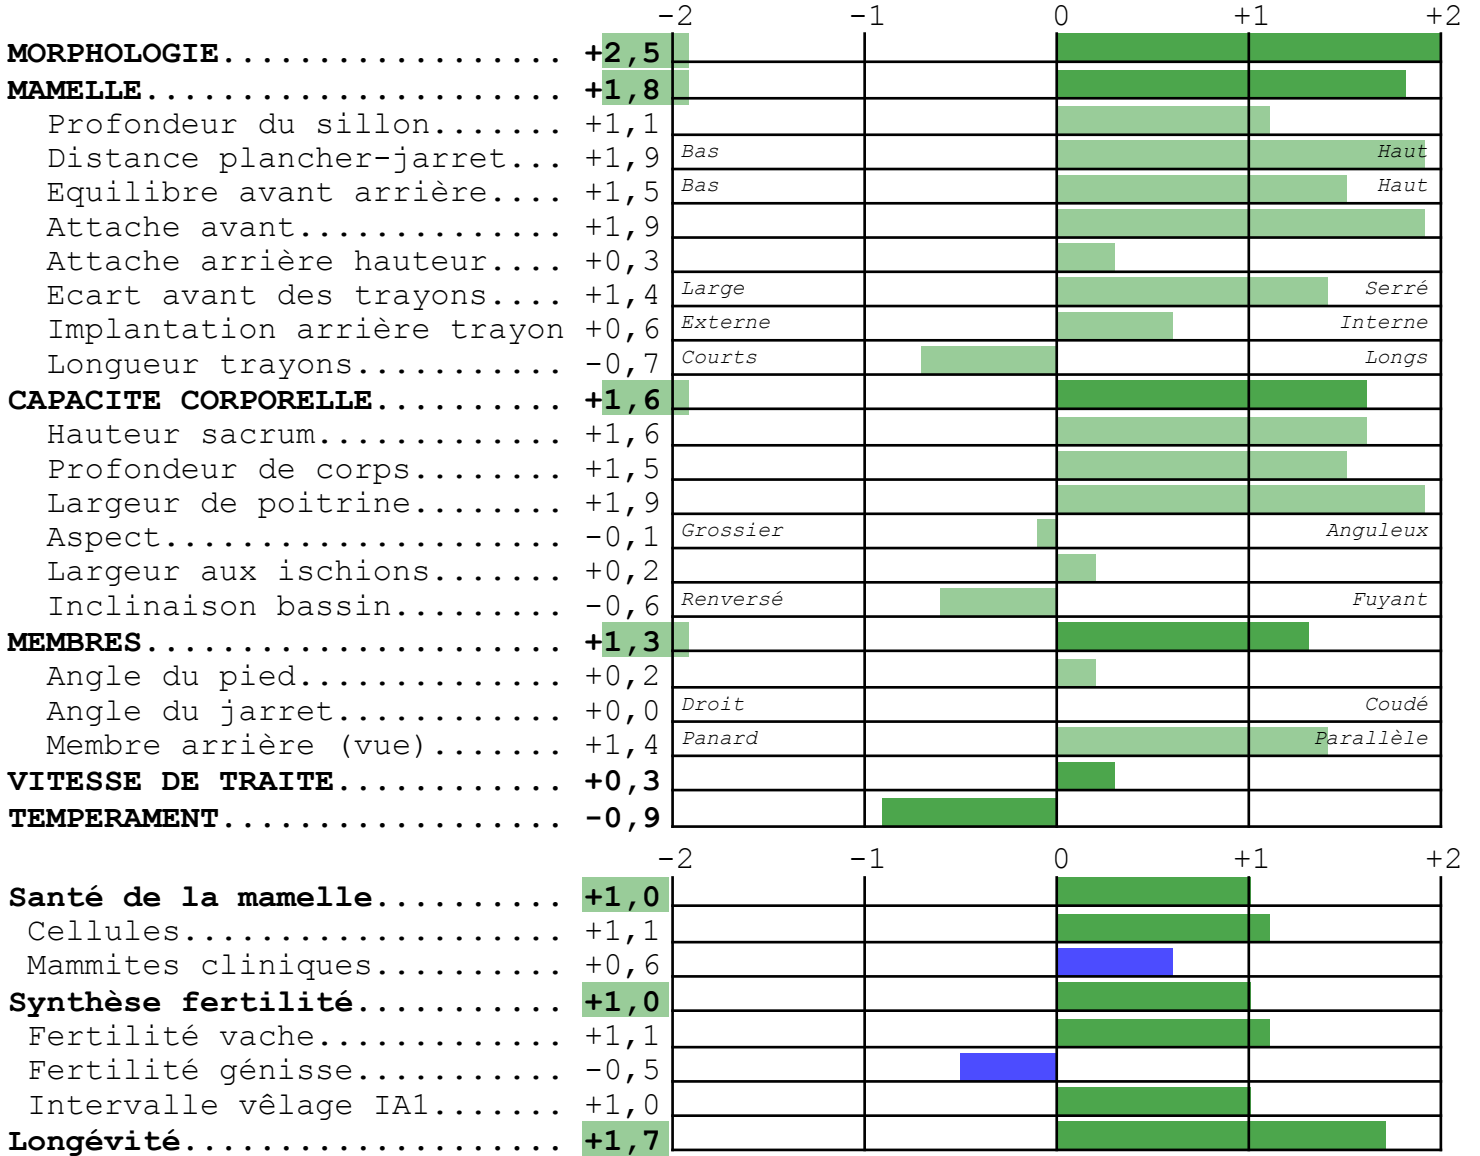 -2 -1 0 +1 +2
MORPHOLOGIE.................. +2,5
MAMELLE...................... +1,8
Profondeur du sillon....... +1,1
Distance plancher-jarret... +1,9 Bas Haut
Equilibre avant arrière.... +1,5 Bas Haut
Attache avant.............. +1,9
Attache arrière hauteur.... +0,3
Ecart avant des trayons.... +1,4 Large Serré
Implantation arrière trayon +0,6 Externe Interne
Longueur trayons........... -0,7 Courts Longs
CAPACITE CORPORELLE.......... +1,6
Hauteur sacrum............. +1,6
Profondeur de corps........ +1,5
Largeur de poitrine........ +1,9
Aspect..................... -0,1 Grossier Anguleux
Largeur aux ischions....... +0,2
Inclinaison bassin......... -0,6 Renversé Fuyant
MEMBRES...................... +1,3
Angle du pied.............. +0,2
Angle du jarret............ +0,0 Droit Coudé
Membre arrière (vue)....... +1,4 Panard Parallèle
VITESSE DE TRAITE............ +0,3
TEMPERAMENT.................. -0,9
-2 -1 0 +1 +2
Santé de la mamelle.......... +1,0
Cellules.................... +1,1
Mammites cliniques.......... +0,6
Synthèse fertilité........... +1,0
Fertilité vache............. +1,1
Fertilité génisse........... -0,5
Intervalle vêlage IA1....... +1,0
Longévité.................... +1,7